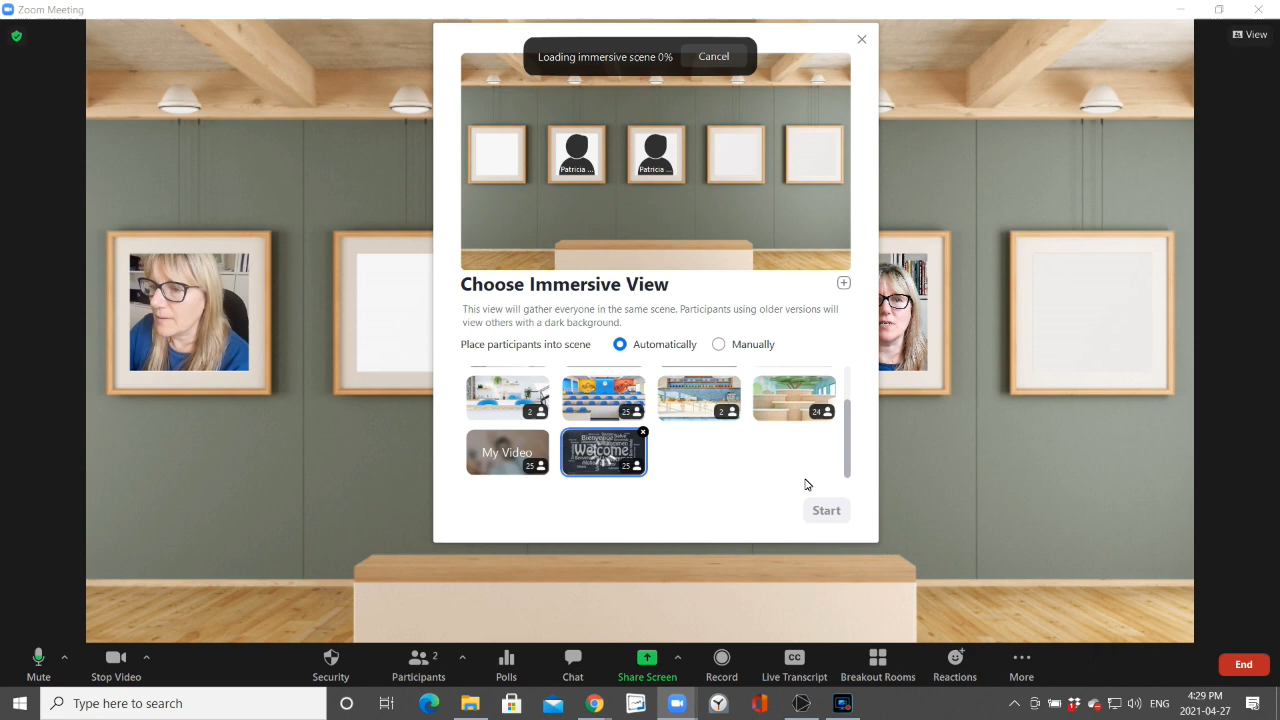 Zoom Meeting
View
Loading immersive scene 0%
Cancel
Patricia ...
Patricia ...
Choose Immersive View
This view will gather everyone in the same scene. Participants using older versions will
view others with a dark background.
Place participants into scene
Automatically
Manually
2
25
2
24
My Video
25
Bienvenue
Welcome
25
Start
Mute
Stop Video
Security
2
Participants
Polls
Chat
Share Screen
Record
CC
Live Transcript
Breakout Rooms
Reactions
More
End
Type here to search
ENG
4:29 PM
2021-04-27